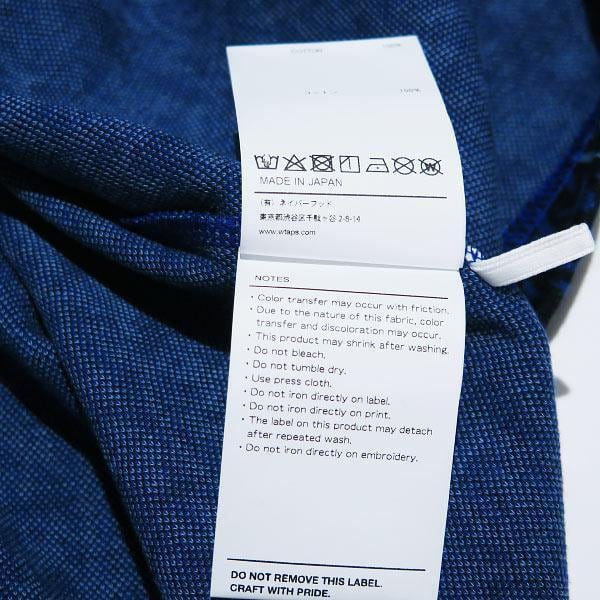 COTTON 100%
コットン 100%
MADE IN JAPAN
(有) ネイバーフッド
東京都渋谷区千駄ヶ谷 2-8-14
www.wtaps.com
NOTES
・Color transfer may occur with friction.
・Due to the nature of this fabric, color
transfer and discoloration may occur.
・This product may shrink after washing.
・Do not bleach.
・Do not tumble dry.
・Use press cloth.
・Do not iron directly on label.
・Do not iron directly on print.
・The label on this product may detach
after repeated wash.
・Do not iron directly on embroidery.
DO NOT REMOVE THIS LABEL.
CRAFT WITH PRIDE.